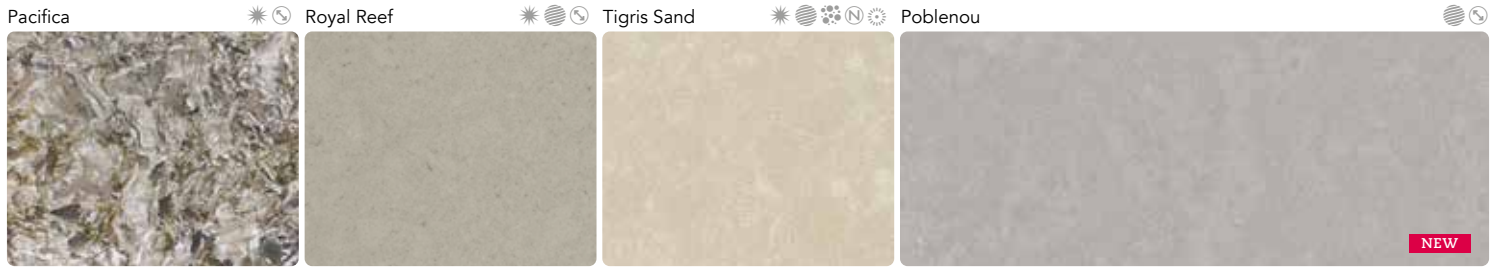 Pacifica
Royal Reef
Tigris Sand
N
Poblenou
NEW